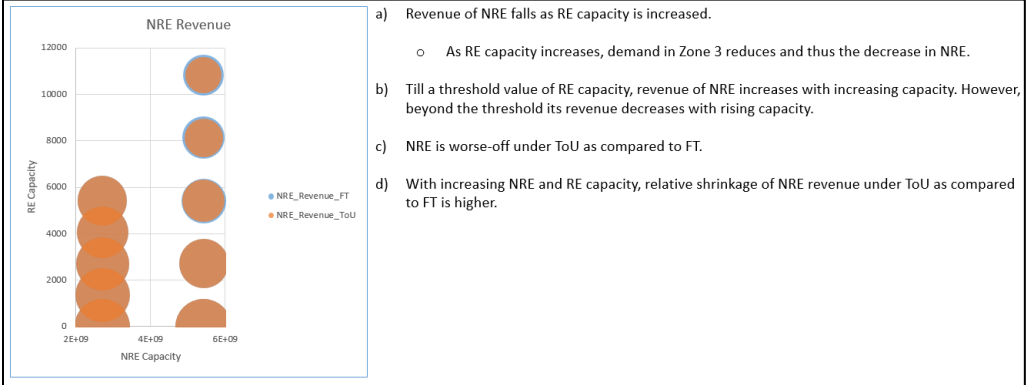 NRE Revenue
12000
10000
8000
6000
4000
2000
0
RE Capacity
2E+09 4E+09 6E+09
NRE Capacity
NRE_Revenue_FT
NRE_Revenue_ToU
a) Revenue of NRE falls as RE capacity is increased.
o As RE capacity increases, demand in Zone 3 reduces and thus the decrease in NRE.
b) Till a threshold value of RE capacity, revenue of NRE increases with increasing capacity. However,
beyond the threshold its revenue decreases with rising capacity.
c) NRE is worse-off under ToU as compared to FT.
d) With increasing NRE and RE capacity, relative shrinkage of NRE revenue under ToU as compared
to FT is higher.